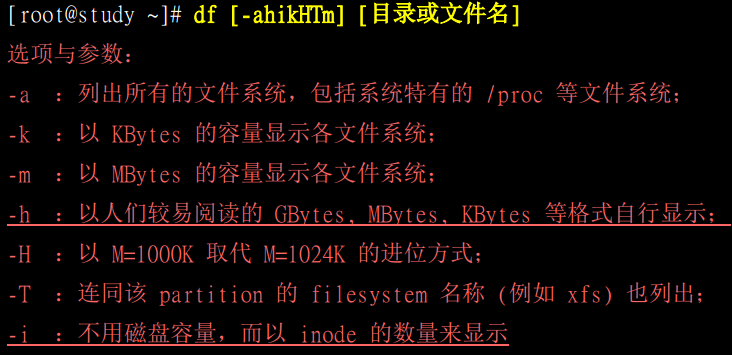 [root@study ~]# df [-ahikHTm] [目录或文件名]
选项与参数：
-a ：列出所有的文件系统，包括系统特有的 /proc 等文件系统；
-k ：以 KBytes 的容量显示各文件系统；
-m ：以 MBytes 的容量显示各文件系统；
-h ：以人们较易阅读的 GBytes, MBytes, KBytes 等格式自行显示；
-H ：以 M=1000K 取代 M=1024K 的进位方式；
-T ：连同该 partition 的 filesystem 名称 (例如 xfs) 也列出；
-i ：不用磁盘容量，而以 inode 的数量来显示